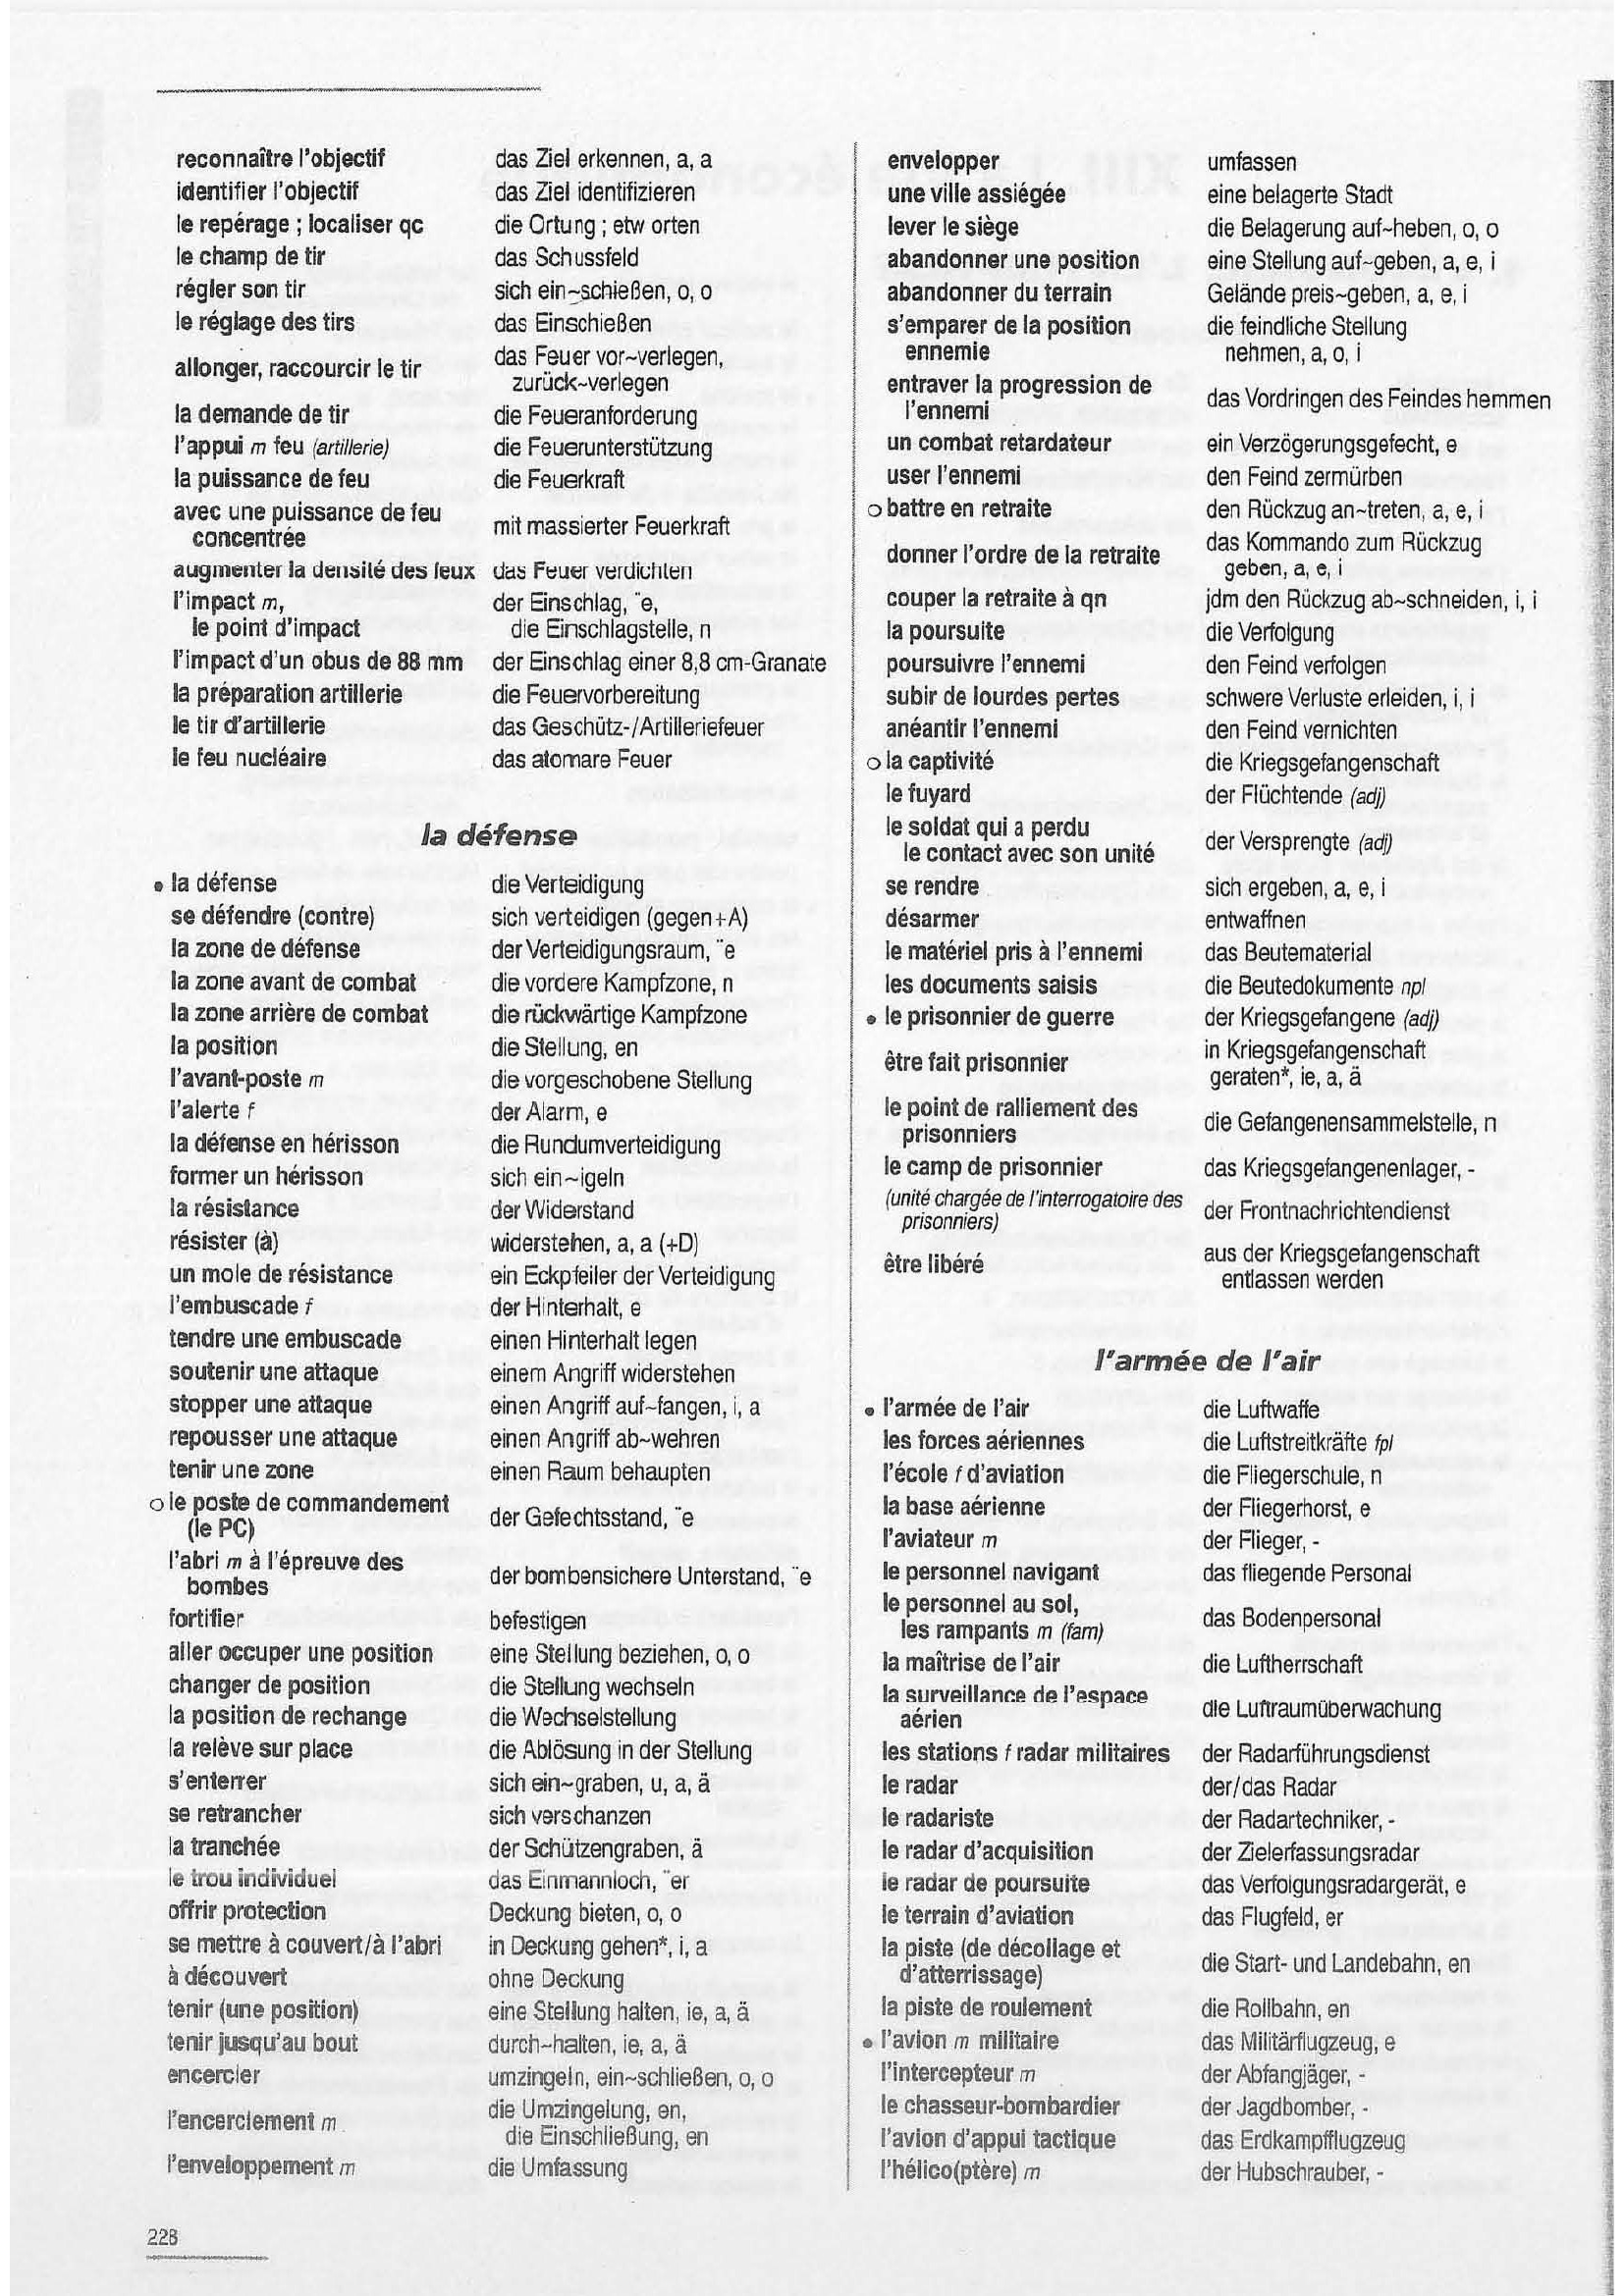 reconnaître l'objectif das Ziel erkennen, a, a
identifier l'objectif das Ziel identifizieren
le repérage ; localiser qc die Ortung ; etw orten
le champ de tir das Schussfeld
régler son tir sich ein~schießen, o, o
le réglage des tirs das Einschießen
allonger, raccourcir le tir das Feuer vor~verlegen,
zurück~verlegen
la demande de tir die Feueranforderung
l'appui m feu (artillerie) die Feuerunterstützung
la puissance de feu die Feuerkraft
avec une puissance de feu
concentrée mit massierter Feuerkraft
augmenter la densité des feux das Feuer verdichten
l'impact m, der Einschlag, ¨e,
le point d'impact die Einschlagstelle, n
l'impact d'un obus de 88 mm der Einschlag einer 8,8 cm-Granate
la préparation artillerie die Feuervorbereitung
le tir d'artillerie das Geschütz-/Artilleriefeuer
le feu nucléaire das atomare Feuer
la défense
• la défense die Verteidigung
se défendre (contre) sich verteidigen (gegen+A)
la zone de défense der Verteidigungsraum, ¨e
la zone avant de combat die vordere Kampfzone, n
la zone arrière de combat die rückwärtige Kampfzone
la position die Stellung, en
l'avant-poste m die vorgeschobene Stellung
l'alerte f der Alarm, e
la défense en hérisson die Rundumverteidigung
former un hérisson sich ein~igeln
la résistance der Widerstand
résister (à) widerstehen, a, a (+D)
un mole de résistance ein Eckpfeiler der Verteidigung
l'embuscade f der Hinterhalt, e
tendre une embuscade einen Hinterhalt legen
soutenir une attaque einem Angriff widerstehen
stopper une attaque einen Angriff auf~fangen, i, a
repousser une attaque einen Angriff ab~wehren
tenir une zone einen Raum behaupten
o le poste de commandement
(le PC) der Gefechtsstand, ¨e
l'abri m à l'épreuve des
bombes der bombensichere Unterstand, ¨e
fortifier befestigen
aller occuper une position eine Stellung beziehen, o, o
changer de position die Stellung wechseln
la position de rechange die Wechselstellung
la relève sur place die Ablösung in der Stellung
s'enterrer sich ein~graben, u, a, ä
se retrancher sich verschanzen
la tranchée der Schützengraben, ä
le trou individuel das Einmannloch, ¨er
offrir protection Deckung bieten, o, o
se mettre à couvert/à l'abri in Deckung gehen*, i, a
à découvert ohne Deckung
tenir (une position) eine Stellung halten, ie, a, ä
tenir jusqu'au bout durch~halten, ie, a, ä
encercler umzingeln, ein~schließen, o, o
l'encerclement m die Umzingelung, en,
die Einschließung, en
l'enveloppement m die Umfassung
envelopper umfassen
une ville assiégée eine belagerte Stadt
lever le siège die Belagerung auf~heben, o, o
abandonner une position eine Stellung auf~geben, a, e, i
abandonner du terrain Gelände preis~geben, a, e, i
s'emparer de la position die feindliche Stellung
ennemie nehmen, a, o, i
entraver la progression de
l'ennemi das Vordringen des Feindes hemmen
un combat retardateur ein Verzögerungsgefecht, e
user l'ennemi den Feind zermürben
o battre en retraite den Rückzug an~treten, a, e, i
donner l'ordre de la retraite das Kommando zum Rückzug
geben, a, e, i
couper la retraite à qn jdm den Rückzug ab~schneiden, i, i
la poursuite die Verfolgung
poursuivre l'ennemi den Feind verfolgen
subir de lourdes pertes schwere Verluste erleiden, i, i
anéantir l'ennemi den Feind vernichten
o la captivité die Kriegsgefangenschaft
le fuyard der Flüchtende (adj)
le soldat qui a perdu
le contact avec son unité der Versprengte (adj)
se rendre sich ergeben, a, e, i
désarmer entwaffnen
le matériel pris à l'ennemi das Beutematerial
les documents saisis die Beutedokumente npl
• le prisonnier de guerre der Kriegsgefangene (adj)
être fait prisonnier in Kriegsgefangenschaft
geraten*, ie, a, ä
le point de ralliement des
prisonniers die Gefangenensammelstelle, n
le camp de prisonnier das Kriegsgefangenenlager, -
(unité chargée de l'interrogatoire des
prisonniers) der Frontnachrichtendienst
être libéré aus der Kriegsgefangenschaft
entlassen werden
l'armée de l'air
• l'armée de l'air die Luftwaffe
les forces aériennes die Luftstreitkräfte fpl
l'école f d'aviation die Fliegerschule, n
la base aérienne der Fliegerhorst, e
l'aviateur m der Flieger, -
le personnel navigant das fliegende Personal
le personnel au sol,
les rampants m (fam) das Bodenpersonal
la maîtrise de l'air die Luftherrschaft
la surveillance de l'espace
aérien die Luftraumüberwachung
les stations f radar militaires der Radarführungsdienst
le radar der/das Radar
le radariste der Radartechniker, -
le radar d'acquisition der Zielerfassungsradar
le radar de poursuite das Verfolgungsradargerät, e
le terrain d'aviation das Flugfeld, er
la piste (de décollage et
d'atterrissage) die Start- und Landebahn, en
la piste de roulement die Rollbahn, en
• l'avion m militaire das Militärflugzeug, e
l'intercepteur m der Abfangjäger, -
le chasseur-bombardier der Jagdbomber, -
l'avion d'appui tactique das Erdkampfflugzeug
l'hélico(ptère) m der Hubschrauber, -
228